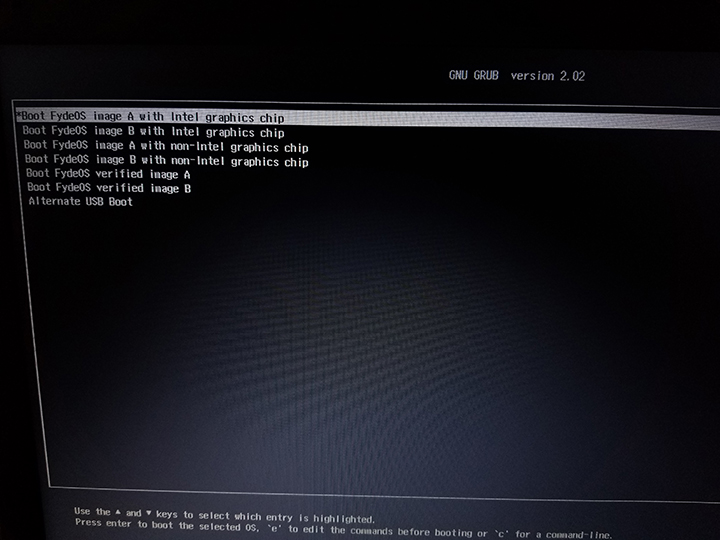 GNU GRUB version 2.02
*Boot FydeOS image A with Intel graphics chip
Boot FydeOS image B with Intel graphics chip
Boot FydeOS image A with non-Intel graphics chip
Boot FydeOS image B with non-Intel graphics chip
Boot FydeOS verified image A
Boot FydeOS verified image B
Alternate USB Boot
Use the ▲ and ▼ keys to select which entry is highlighted.
Press enter to boot the selected OS, `e' to edit the commands before booting or `c' for a command-line.